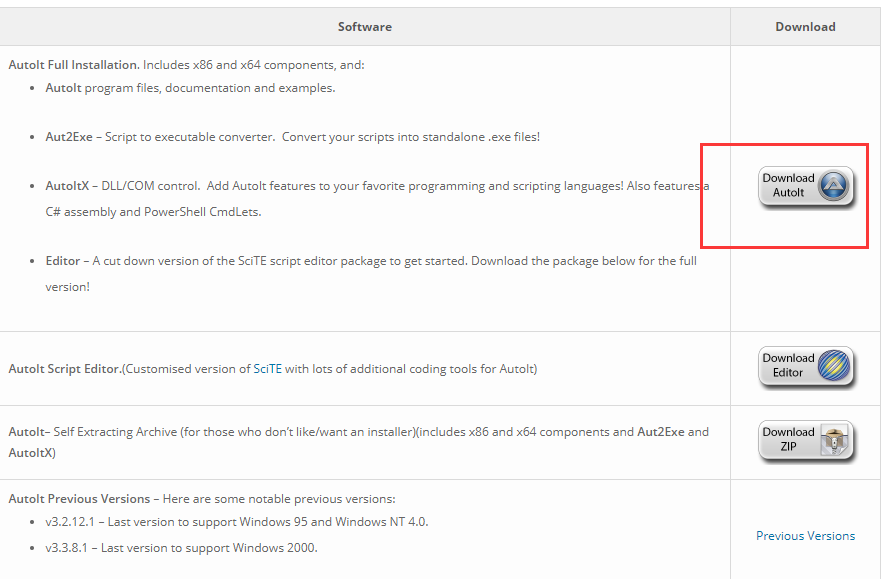 Software
Download
AutoIt Full Installation. Includes x86 and x64 components, and:
• AutoIt program files, documentation and examples.
• Aut2Exe – Script to executable converter.  Convert your scripts into standalone .exe files!
• AutoItX – DLL/COM control.  Add AutoIt features to your favorite programming and scripting languages! Also features a
C# assembly and PowerShell CmdLets.
• Editor – A cut down version of the SciTE script editor package to get started. Download the package below for the full
version!
Download
AutoIt
AutoIt Script Editor.(Customised version of SciTE with lots of additional coding tools for AutoIt)
Download
Editor
AutoIt– Self Extracting Archive (for those who don’t like/want an installer)(includes x86 and x64 components and Aut2Exe and
AutoItX)
Download
ZIP
AutoIt Previous Versions – Here are some notable previous versions:
• v3.2.12.1 – Last version to support Windows 95 and Windows NT 4.0.
• v3.3.8.1 – Last version to support Windows 2000.
Previous Versions